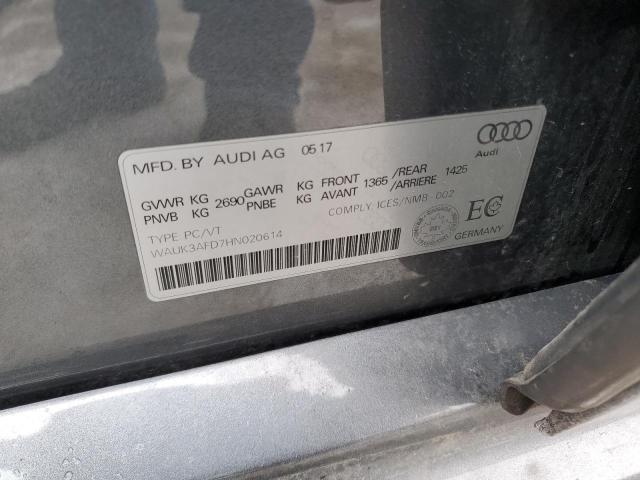 MFD. BY AUDI AG 05 17
Audi
GVWR KG 2690 GAWR KG FRONT 1365 /REAR 1425
PNVB KG PNBE KG AVANT /ARRIERE
COMPLY. ICES/NMB-002
TYPE PC/VT
WAUK3AFD7HN020614
EC
GERMANY